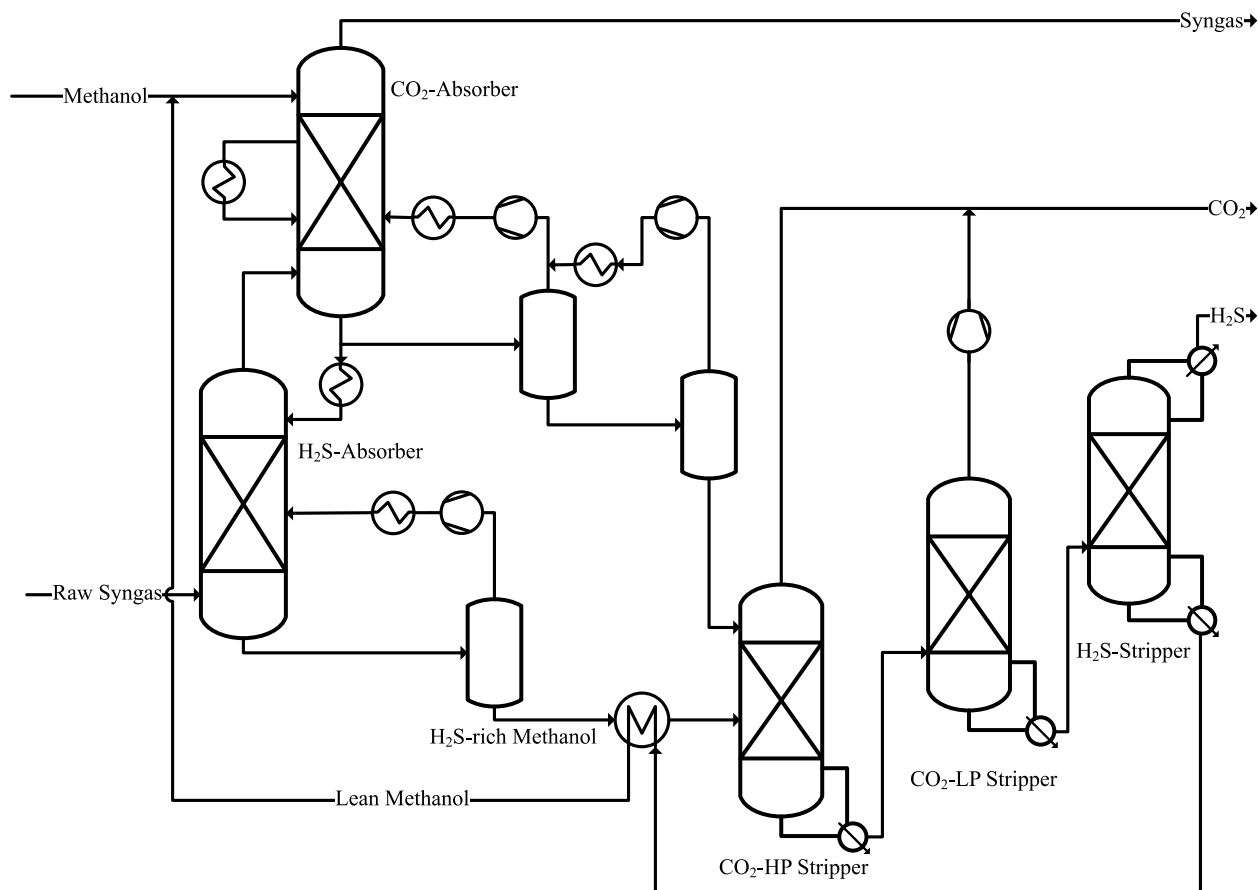 Syngas
Methanol
CO₂-Absorber
CO₂
H₂S
H₂S-Absorber
Raw Syngas
H₂S-Stripper
H₂S-rich Methanol
CO₂-LP Stripper
Lean Methanol
CO₂-HP Stripper